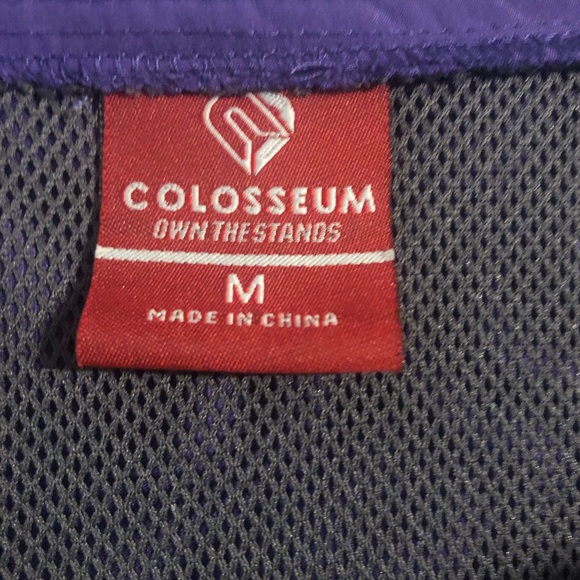 COLOSSEUM
OWN THE STANDS
M
MADE IN CHINA